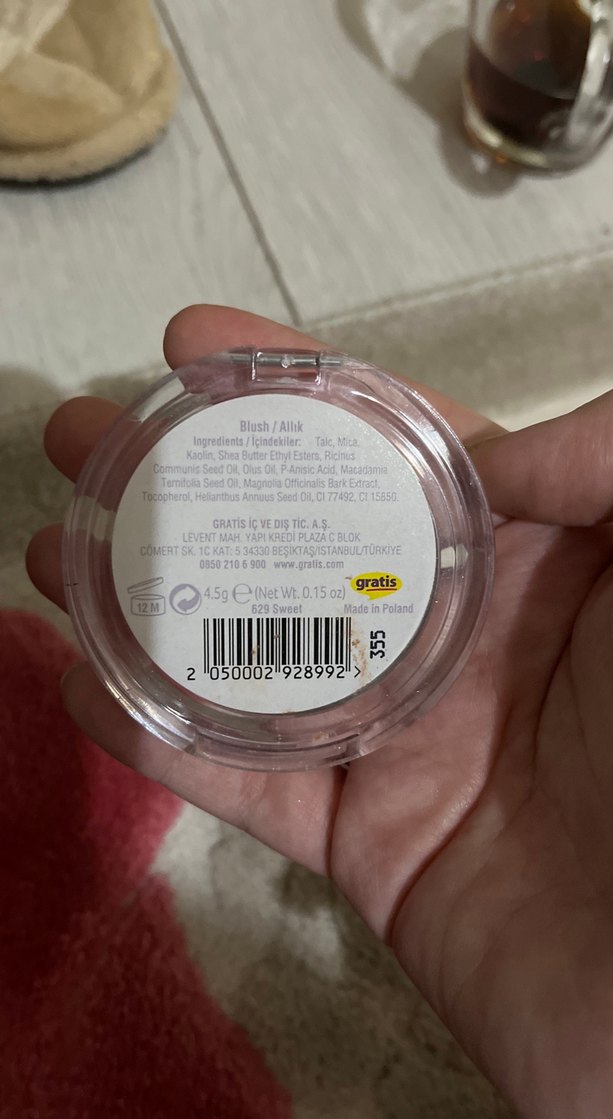 Blush / Allık
Ingredients / İçindekiler: Talc, Mica,
Kaolin, Shea Butter Ethyl Esters, Ricinus
Communis Seed Oil, Olus Oil, P-Anisic Acid, Macadamia
Ternifolia Seed Oil, Magnolia Officinalis Bark Extract,
Tocopherol, Helianthus Annuus Seed Oil, CI 77492, CI 15850.
GRATİS İÇ VE DIŞ TİC. A.Ş.
LEVENT MAH. YAPI KREDİ PLAZA C BLOK
CÖMERT SK. 1C KAT: 5 34330 BEŞİKTAŞ/İSTANBUL/TÜRKİYE
0850 210 6 900 www.gratis.com
12 M 4.5g ℮ (Net Wt. 0.15 oz) gratis
629 Sweet Made in Poland
355
2 050002 928992 >